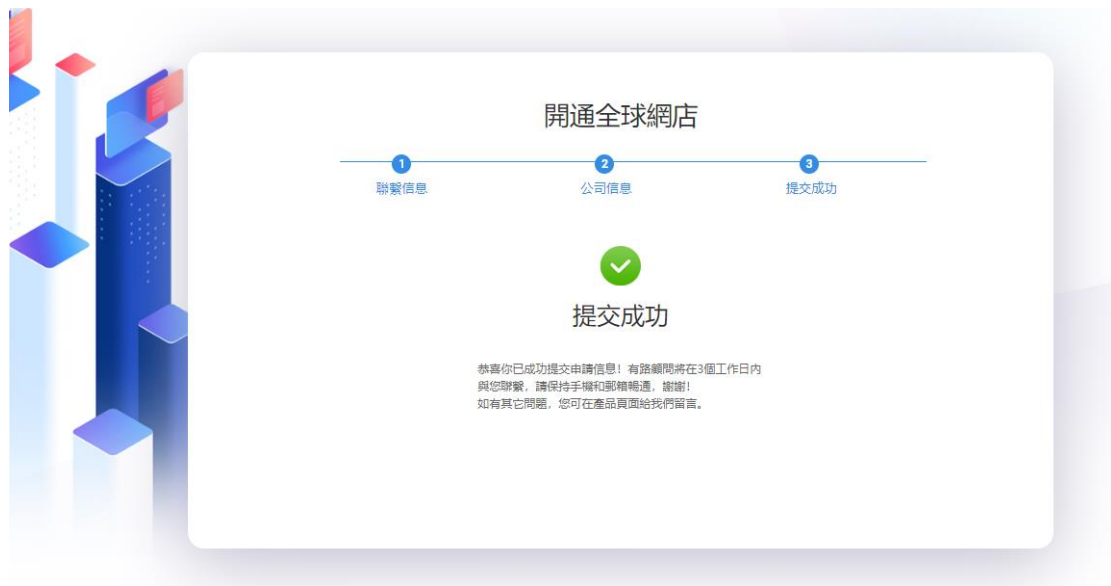 開通全球網店
1
2
3
聯繫信息
公司信息
提交成功
提交成功
恭喜你已成功提交申請信息！有路顧問將在3個工作日內
與您聯繫，請保持手機和郵箱暢通，謝謝！
如有其它問題，您可在產品頁面給我們留言。